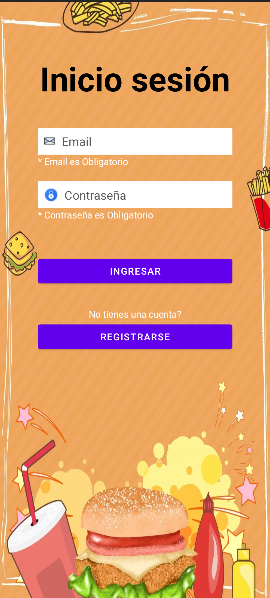 Inicio sesión
Email
* Email es Obligatorio
Contraseña
* Contraseña es Obligatorio
INGRESAR
No tienes una cuenta?
REGISTRARSE